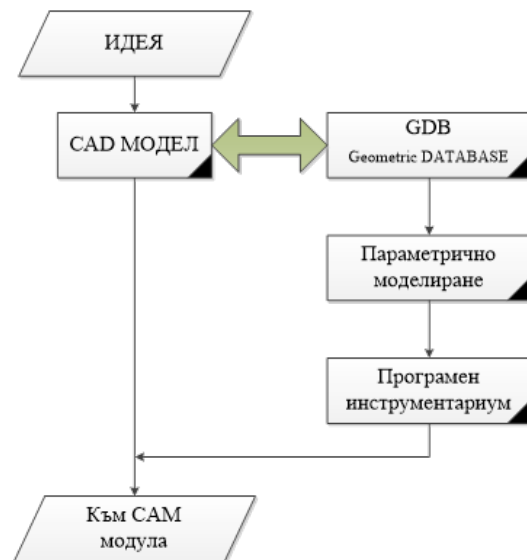 ИДЕЯ
CAD МОДЕЛ
GDB
Geometric DATABASE
Параметрично
моделиране
Програмен
инструментариум
Към CAM
модула